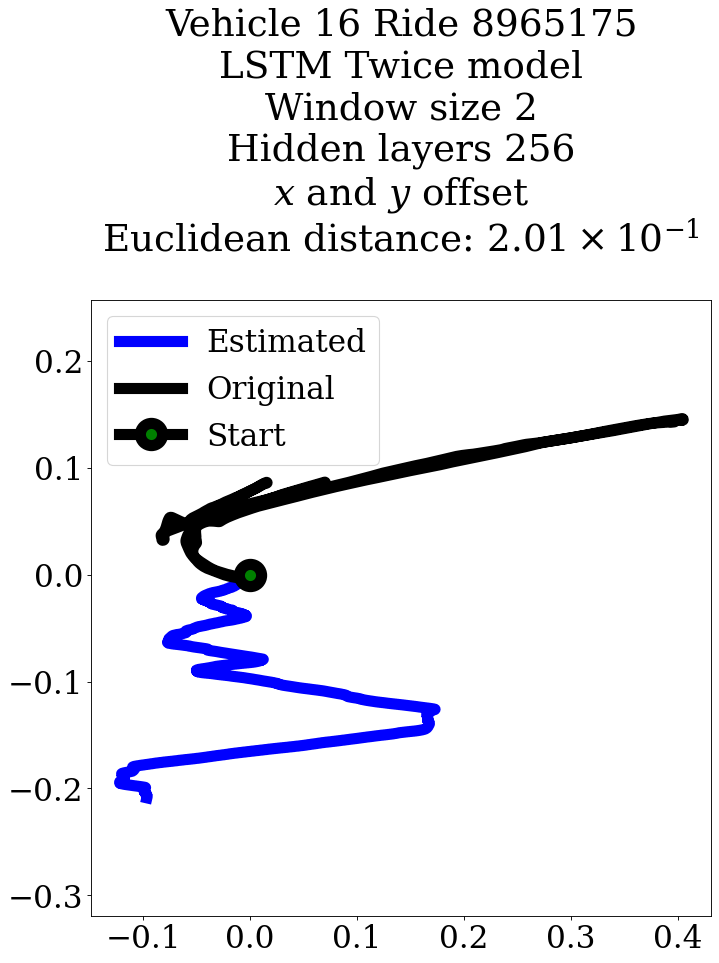 Vehicle 16 Ride 8965175
LSTM Twice model
Window size 2
Hidden layers 256
x and y offset
Euclidean distance: 2.01 × 10⁻¹
Estimated
Original
Start
0.2
0.1
0.0
−0.1
−0.2
−0.3
−0.1 0.0 0.1 0.2 0.3 0.4